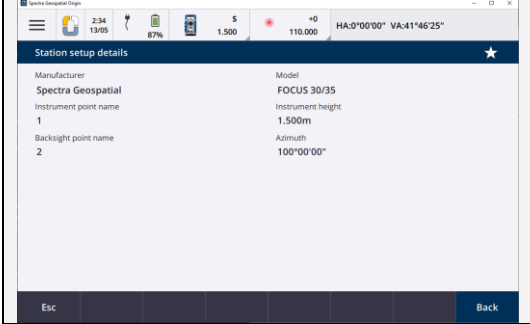 Spectra Geospatial Origin
2:34
13/05
87%
S
1.500
+0
110.000
HA:0°00'00" VA:41°46'25"
Station setup details
Manufacturer
Spectra Geospatial
Model
FOCUS 30/35
Instrument point name
1
Instrument height
1.500m
Backsight point name
2
Azimuth
100°00'00"
Esc
Back